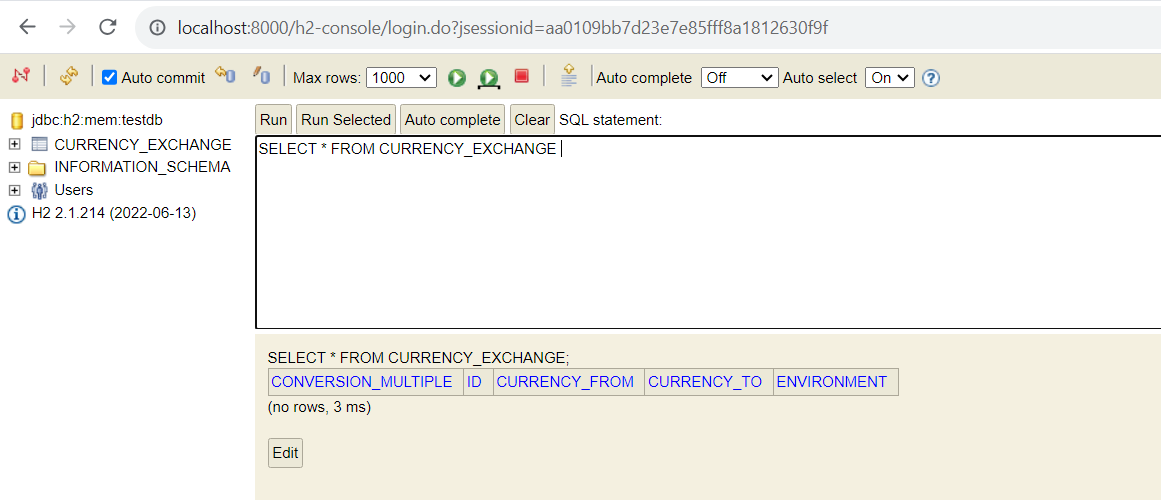 localhost:8000/h2-console/login.do?jsessionid=aa0109bb7d23e7e85fff8a1812630f9f
Auto commit Max rows: 1000 Auto complete Off Auto select On ?
jdbc:h2:mem:testdb
CURRENCY_EXCHANGE
INFORMATION_SCHEMA
Users
H2 2.1.214 (2022-06-13)
Run Run Selected Auto complete Clear SQL statement:
SELECT * FROM CURRENCY_EXCHANGE
SELECT * FROM CURRENCY_EXCHANGE;
CONVERSION_MULTIPLE ID CURRENCY_FROM CURRENCY_TO ENVIRONMENT
(no rows, 3 ms)
Edit